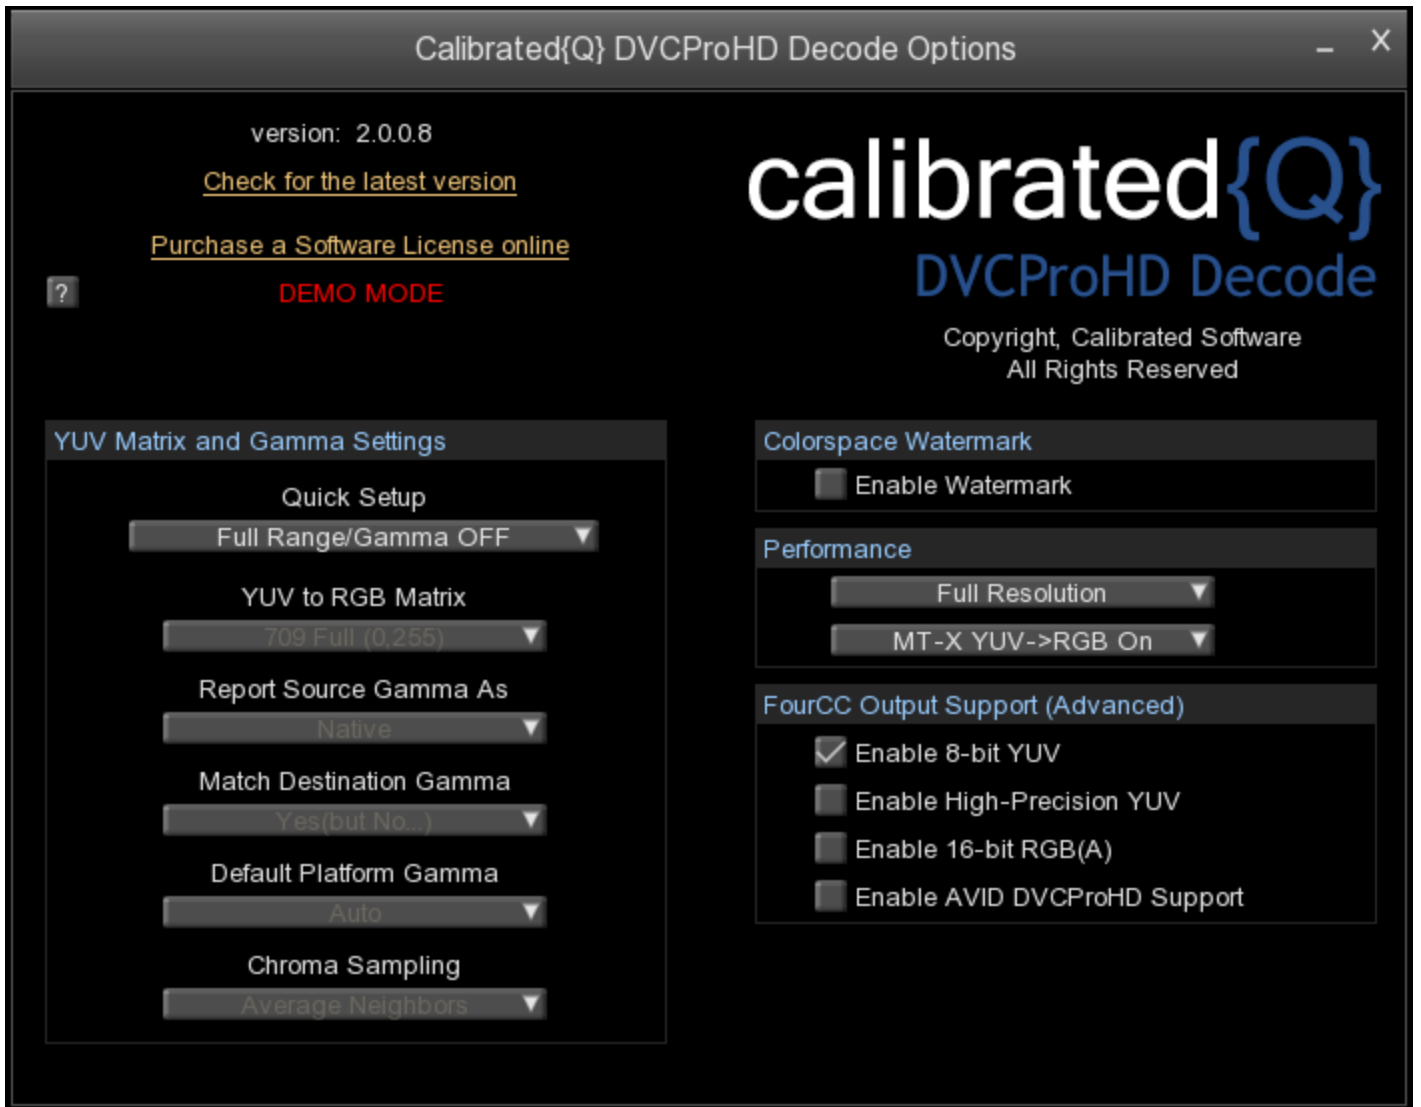 Calibrated{Q} DVCProHD Decode Options
version: 2.0.0.8
Check for the latest version
Purchase a Software License online
?
DEMO MODE
calibrated{Q}
DVCProHD Decode
Copyright, Calibrated Software
All Rights Reserved
YUV Matrix and Gamma Settings
Quick Setup
Full Range/Gamma OFF
YUV to RGB Matrix
709 Full (0,255)
Report Source Gamma As
Native
Match Destination Gamma
Yes(but No...)
Default Platform Gamma
Auto
Chroma Sampling
Average Neighbors
Colorspace Watermark
Enable Watermark
Performance
Full Resolution
MT-X YUV->RGB On
FourCC Output Support (Advanced)
Enable 8-bit YUV
Enable High-Precision YUV
Enable 16-bit RGB(A)
Enable AVID DVCProHD Support